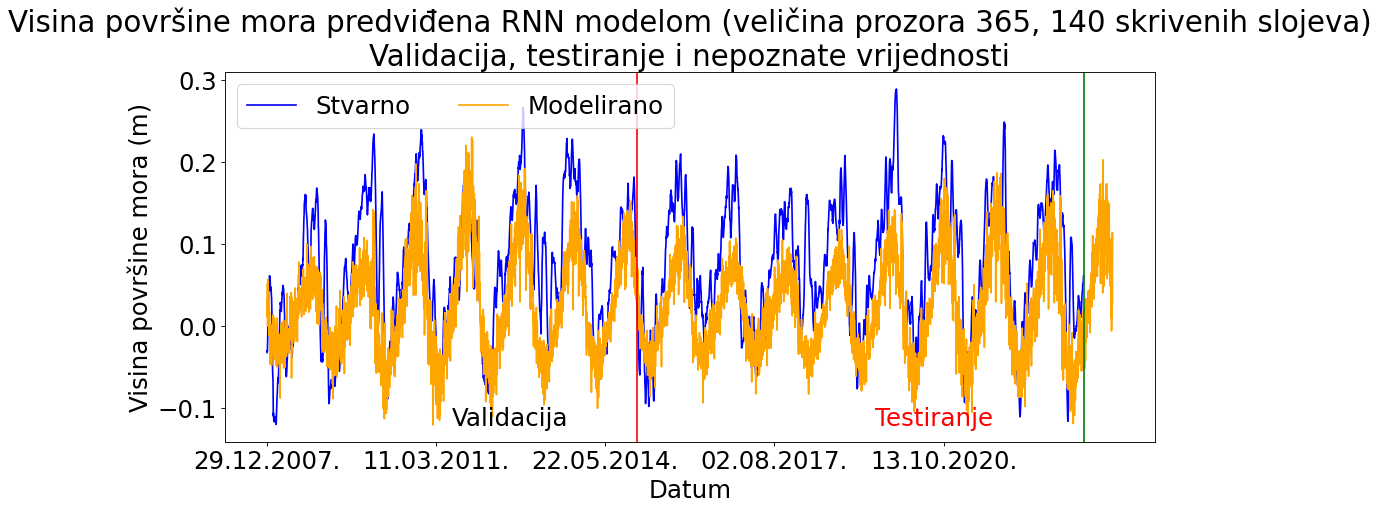 Visina površine mora predviđena RNN modelom (veličina prozora 365, 140 skrivenih slojeva)
Validacija, testiranje i nepoznate vrijednosti
Stvarno
Modelirano
Visina površine mora (m)
0.3
0.2
0.1
0.0
−0.1
Validacija
Testiranje
29.12.2007.
11.03.2011.
22.05.2014.
02.08.2017.
13.10.2020.
Datum